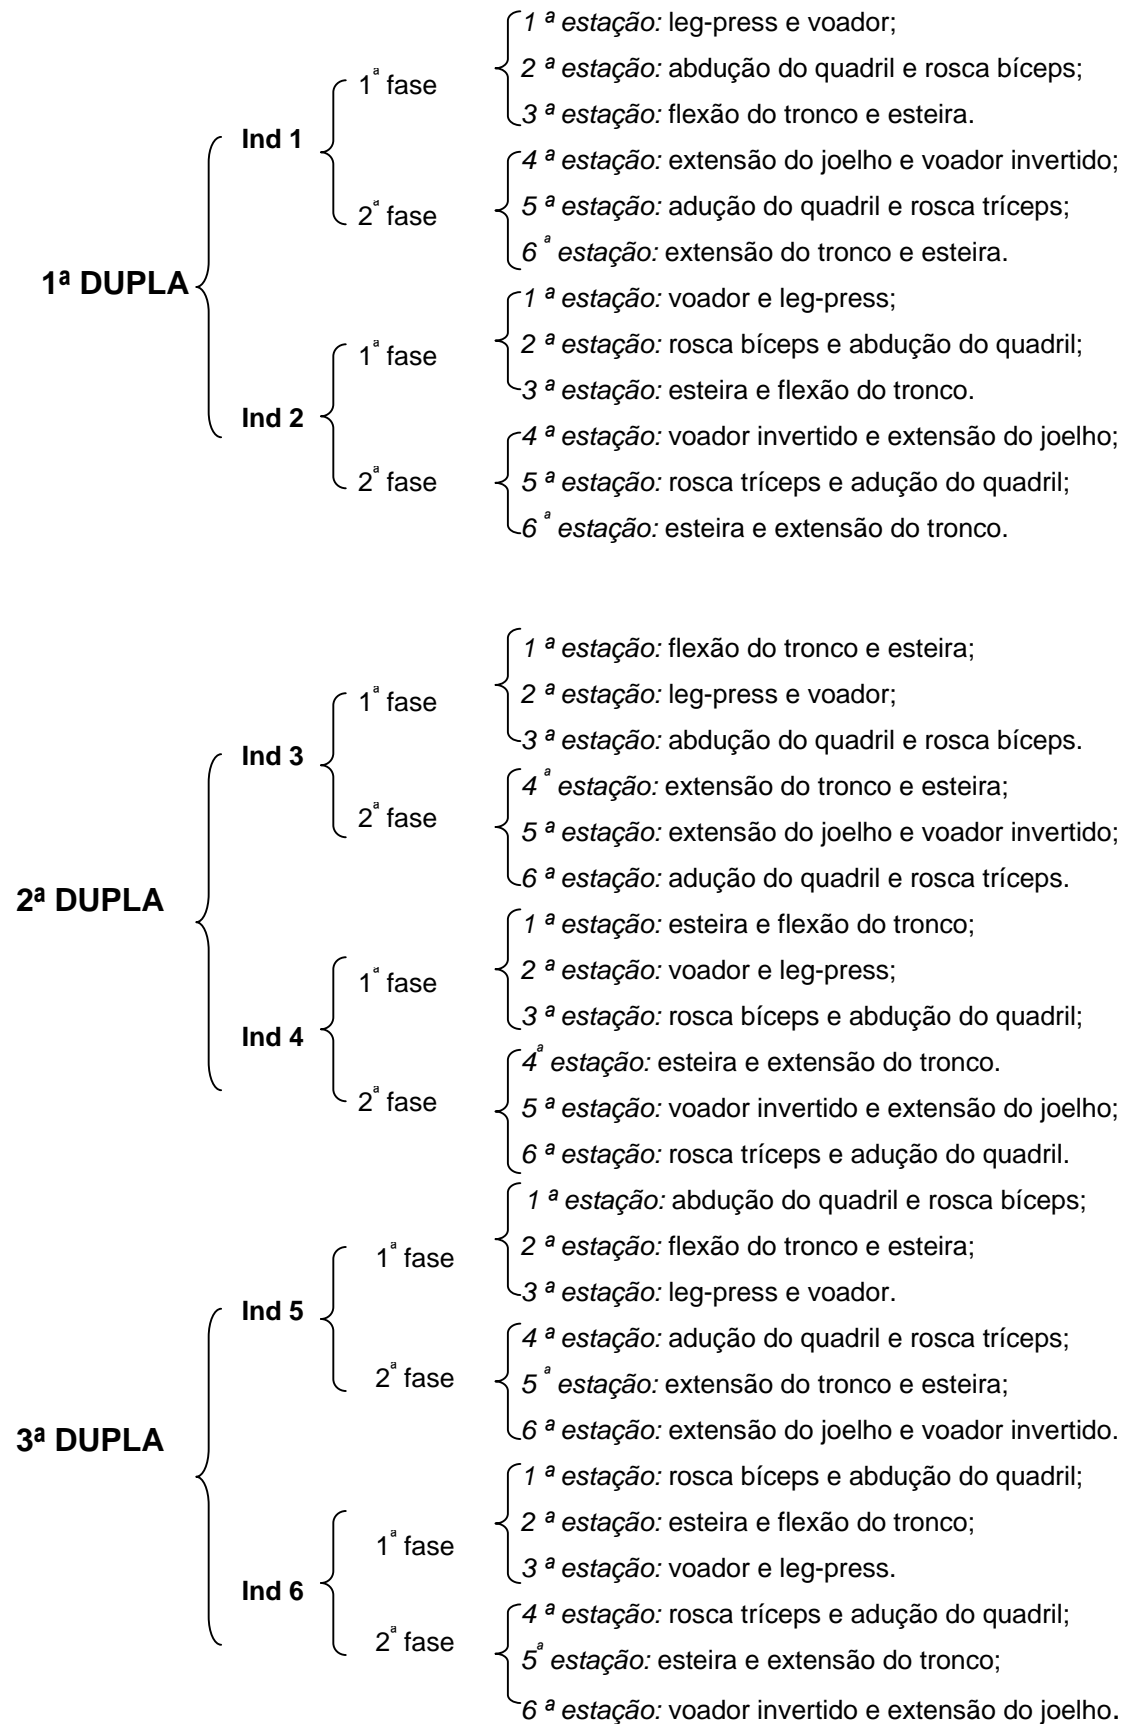 1 ª estação: leg-press e voador;
1ª fase
2 ª estação: abdução do quadril e rosca bíceps;
3 ª estação: flexão do tronco e esteira.
Ind 1
4 ª estação: extensão do joelho e voador invertido;
2ª fase
5 ª estação: adução do quadril e rosca tríceps;
6 ª estação: extensão do tronco e esteira.
1ª DUPLA
1 ª estação: voador e leg-press;
1ª fase
2 ª estação: rosca bíceps e abdução do quadril;
3 ª estação: esteira e flexão do tronco.
Ind 2
4 ª estação: voador invertido e extensão do joelho;
2ª fase
5 ª estação: rosca tríceps e adução do quadril;
6 ª estação: esteira e extensão do tronco.
1 ª estação: flexão do tronco e esteira;
1ª fase
2 ª estação: leg-press e voador;
3 ª estação: abdução do quadril e rosca bíceps.
Ind 3
4 ª estação: extensão do tronco e esteira;
2ª fase
5 ª estação: extensão do joelho e voador invertido;
6 ª estação: adução do quadril e rosca tríceps.
2ª DUPLA
1 ª estação: esteira e flexão do tronco;
1ª fase
2 ª estação: voador e leg-press;
3 ª estação: rosca bíceps e abdução do quadril;
Ind 4
4ª estação: esteira e extensão do tronco.
2ª fase
5 ª estação: voador invertido e extensão do joelho;
6 ª estação: rosca tríceps e adução do quadril.
1 ª estação: abdução do quadril e rosca bíceps;
1ª fase
2 ª estação: flexão do tronco e esteira;
3 ª estação: leg-press e voador.
Ind 5
4 ª estação: adução do quadril e rosca tríceps;
2ª fase
5 ª estação: extensão do tronco e esteira;
6 ª estação: extensão do joelho e voador invertido.
3ª DUPLA
1 ª estação: rosca bíceps e abdução do quadril;
1ª fase
2 ª estação: esteira e flexão do tronco;
3 ª estação: voador e leg-press.
Ind 6
4 ª estação: rosca tríceps e adução do quadril;
2ª fase
5ª estação: esteira e extensão do tronco;
6 ª estação: voador invertido e extensão do joelho.